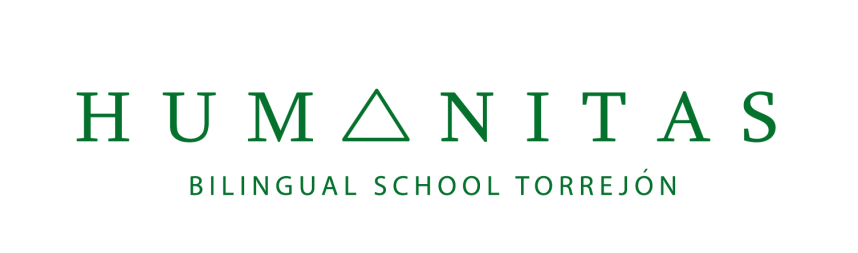 HUMANITAS
BILINGUAL SCHOOL TORREJÓN